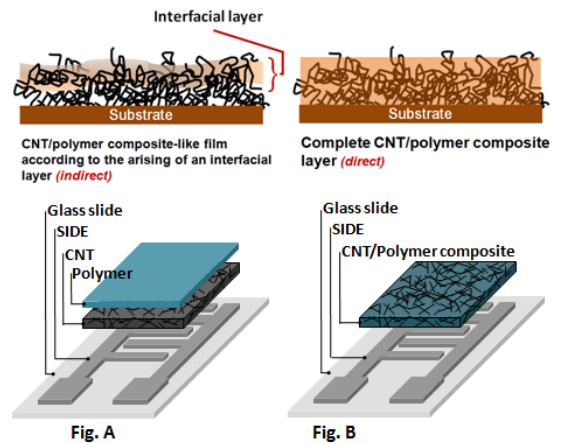 Interfacial layer
Substrate
CNT/polymer composite-like film
according to the arising of an interfacial
layer (indirect)
Substrate
Complete CNT/polymer composite
layer (direct)
Glass slide
SIDE
CNT
Polymer
Fig. A
Glass slide
SIDE
CNT/Polymer composite
Fig. B